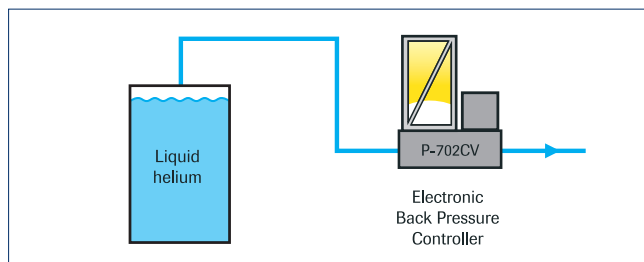 Liquid
helium
P-702CV
Electronic
Back Pressure
Controller